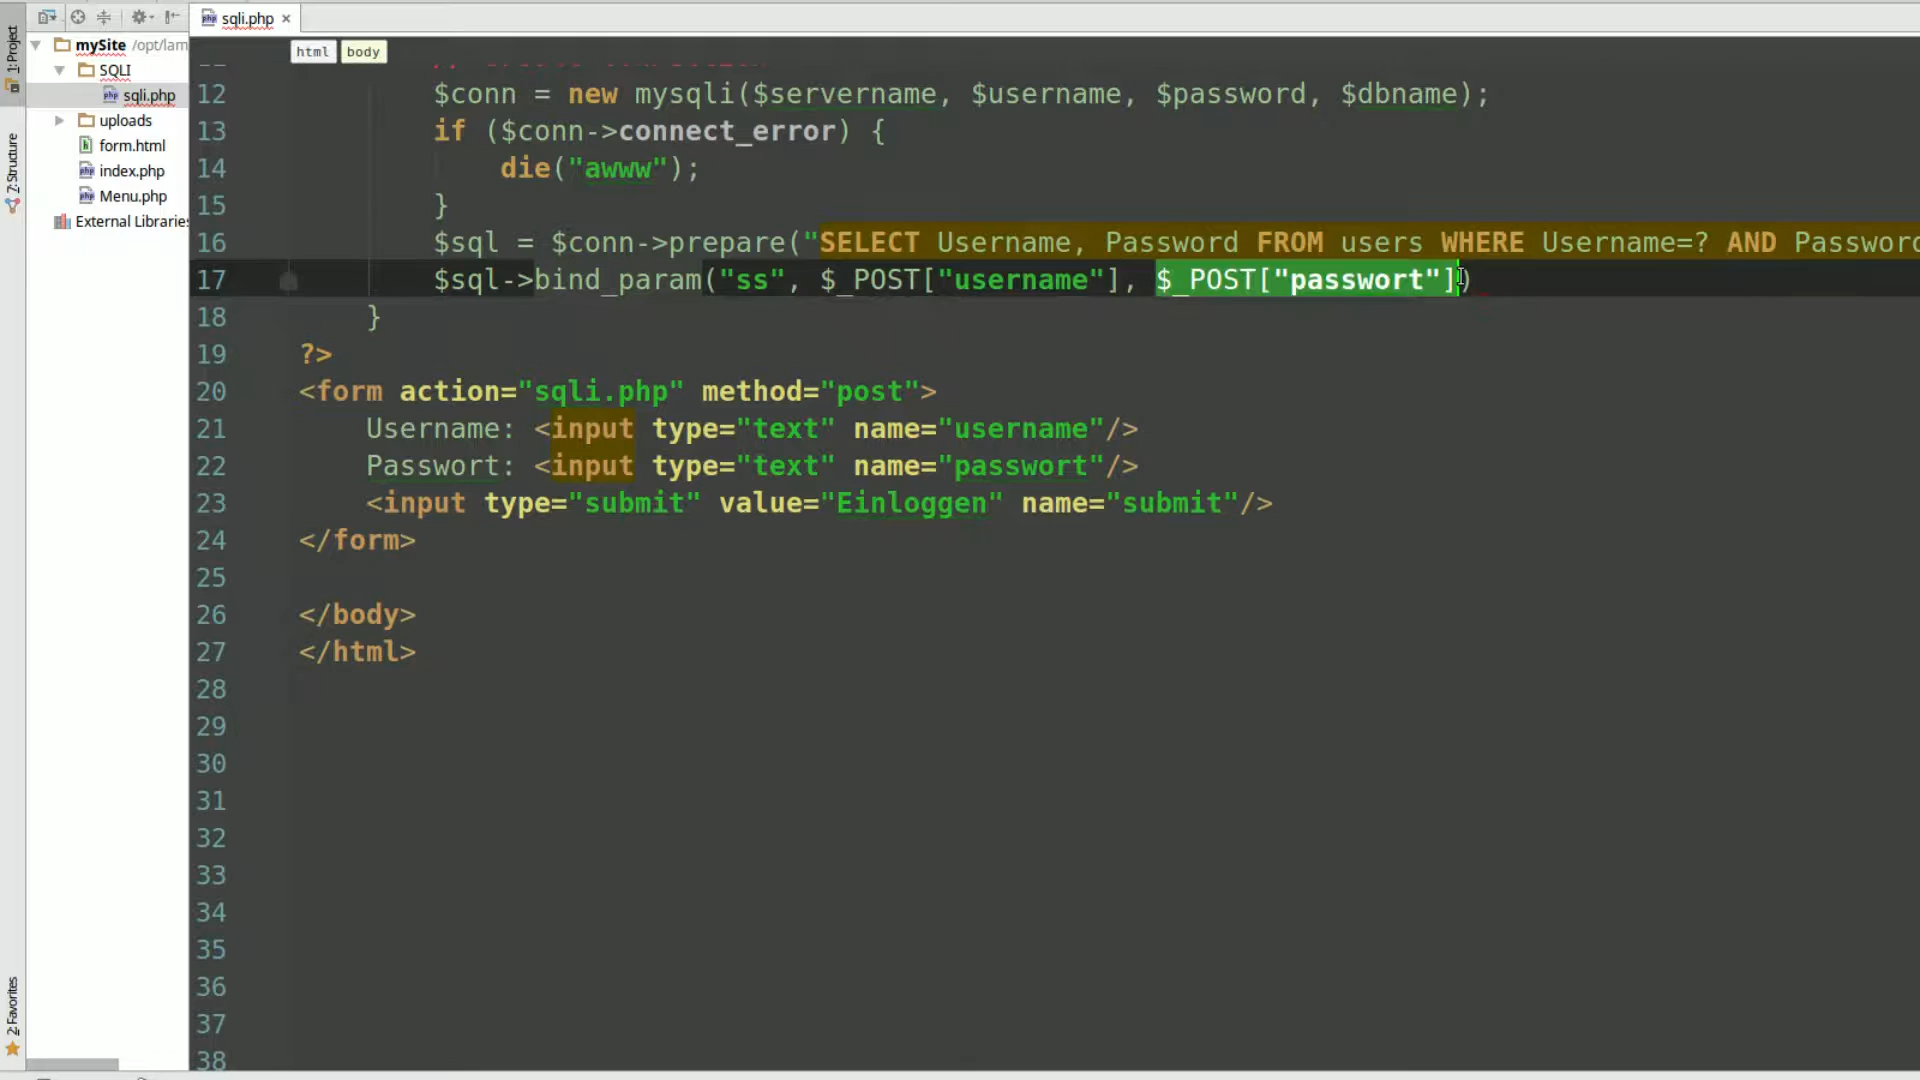 1: Project
7: Structure
2: Favorites
sqli.php
mySite /opt/lam
SQLI
sqli.php
uploads
form.html
index.php
Menu.php
External Libraries
html body
12 $conn = new mysqli($servername, $username, $password, $dbname);
13 if ($conn->connect_error) {
14 die("awww");
15 }
16 $sql = $conn->prepare("SELECT Username, Password FROM users WHERE Username=? AND Password
17 $sql->bind_param("ss", $_POST["username"], $_POST["passwort"])
18 }
19 ?>
20 <form action="sqli.php" method="post">
21 Username: <input type="text" name="username"/>
22 Passwort: <input type="text" name="passwort"/>
23 <input type="submit" value="Einloggen" name="submit"/>
24 </form>
25
26 </body>
27 </html>
28
29
30
31
32
33
34
35
36
37
38